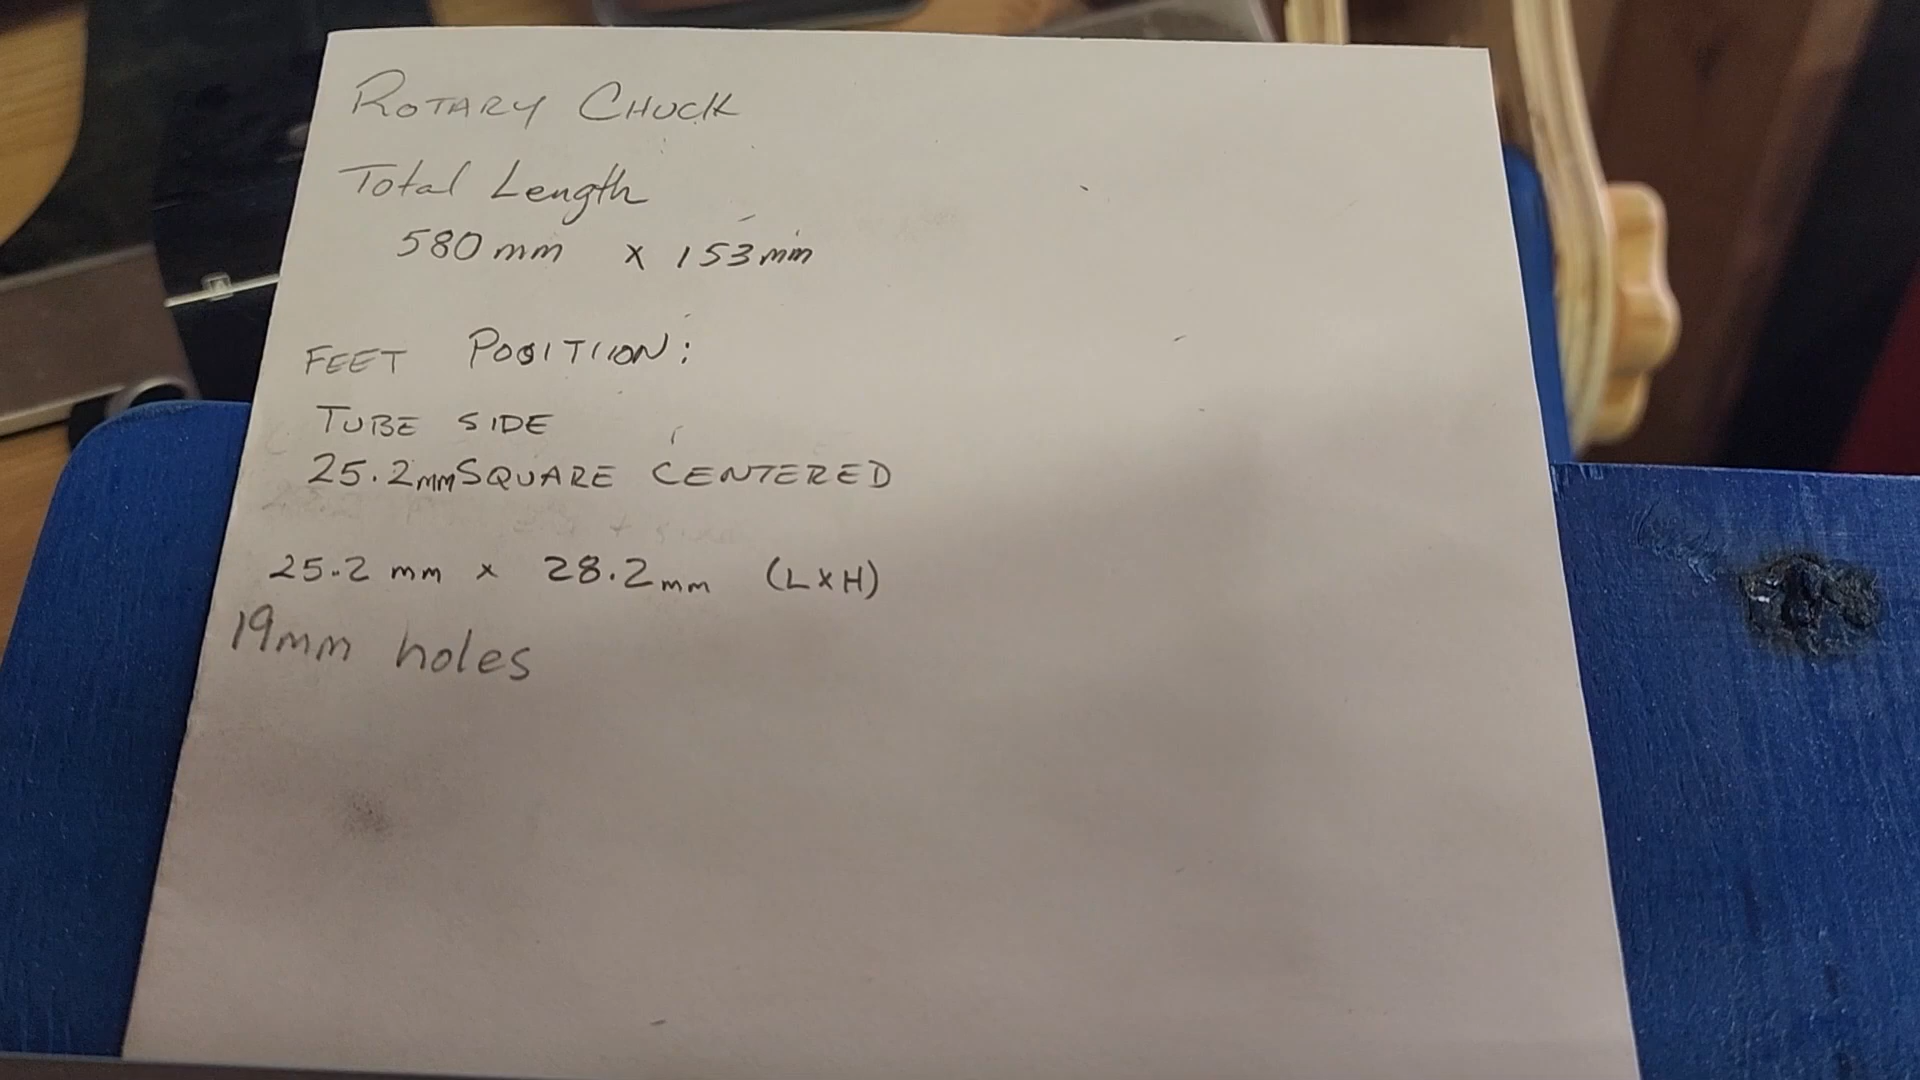 ROTARY CHUCK
Total Length
580 mm x 153 mm
FEET POSITIION:
TUBE SIDE
25.2mm SQUARE CENTERED
25.2 mm x 28.2 mm (LXH)
19mm holes